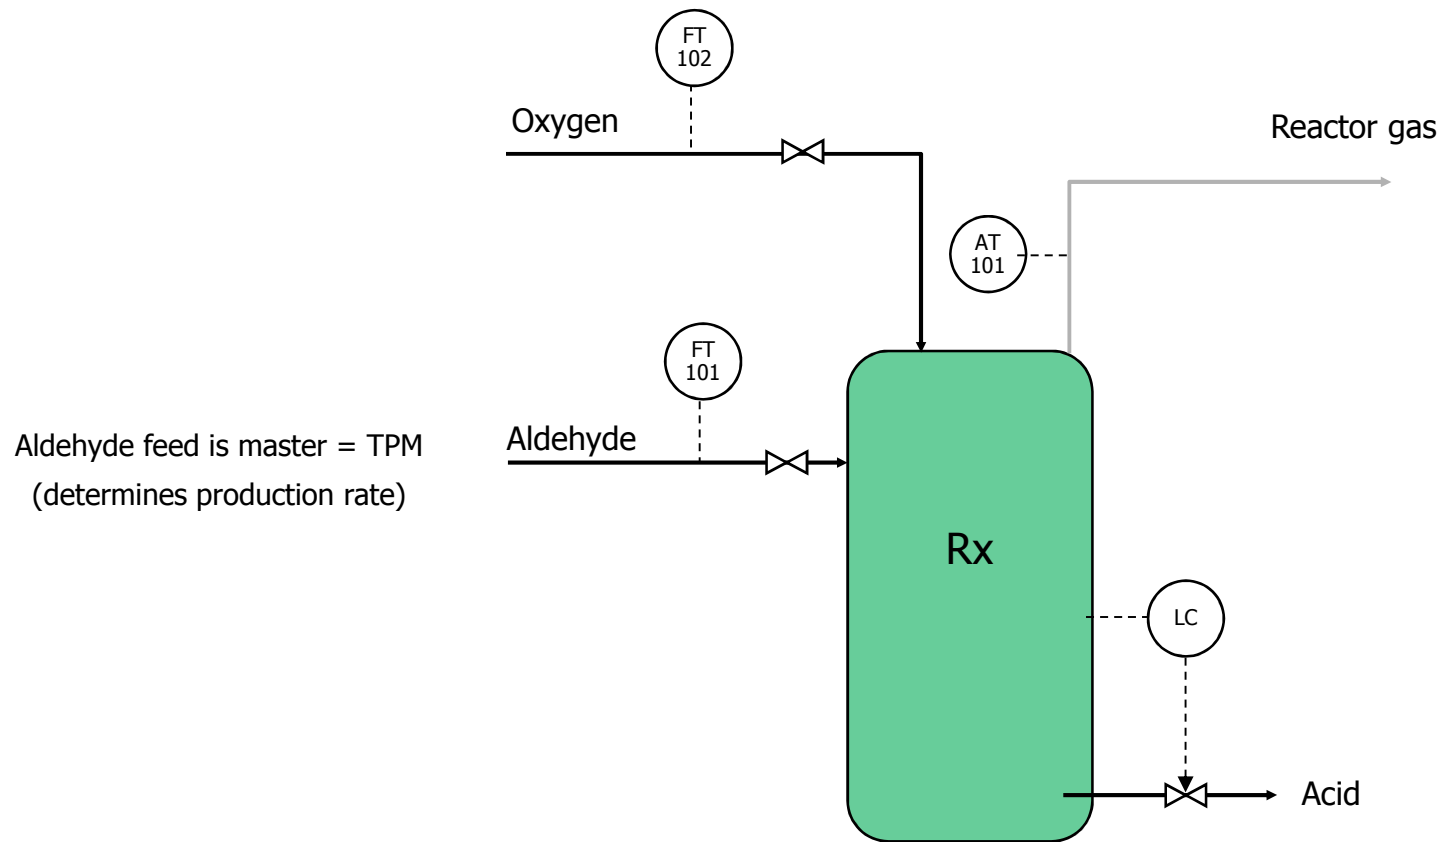 FT
102
Oxygen
Reactor gas
AT
101
FT
101
Aldehyde
Aldehyde feed is master = TPM
(determines production rate)
Rx
LC
Acid